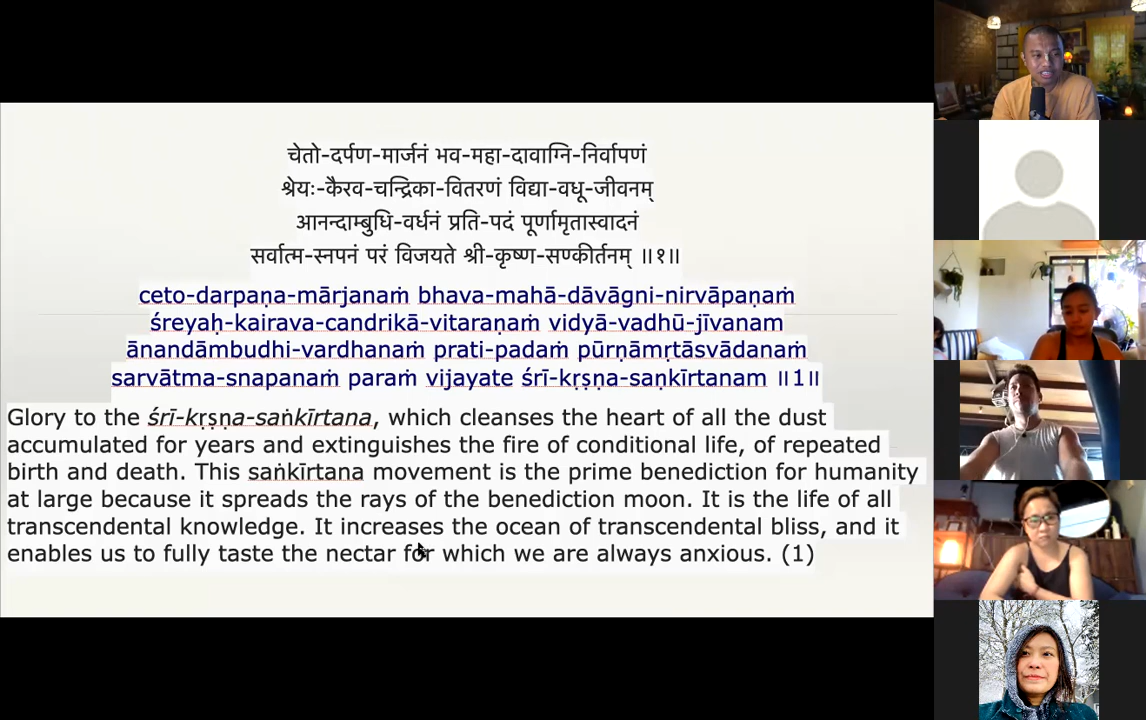 चेतो-दर्पण-मार्जनं भव-महा-दावाग्नि-निर्वापणं
श्रेयः-कैरव-चन्द्रिका-वितरणं विद्या-वधू-जीवनम्
आनन्दाम्बुधि-वर्धनं प्रति-पदं पूर्णामृतास्वादनं
सर्वात्म-स्नपनं परं विजयते श्री-कृष्ण-सण्कीर्तनम् ॥१॥
ceto-darpaṇa-mārjanaṁ bhava-mahā-dāvāgni-nirvāpaṇaṁ
śreyaḥ-kairava-candrikā-vitaraṇaṁ vidyā-vadhū-jīvanam
ānandāmbudhi-vardhanaṁ prati-padaṁ pūrṇāmṛtāsvādanaṁ
sarvātma-snapanaṁ paraṁ vijayate śrī-kṛṣṇa-saṇkīrtanam ॥1॥
Glory to the śrī-kṛṣṇa-saṅkīrtana, which cleanses the heart of all the dust
accumulated for years and extinguishes the fire of conditional life, of repeated
birth and death. This saṅkīrtana movement is the prime benediction for humanity
at large because it spreads the rays of the benediction moon. It is the life of all
transcendental knowledge. It increases the ocean of transcendental bliss, and it
enables us to fully taste the nectar for which we are always anxious. (1)